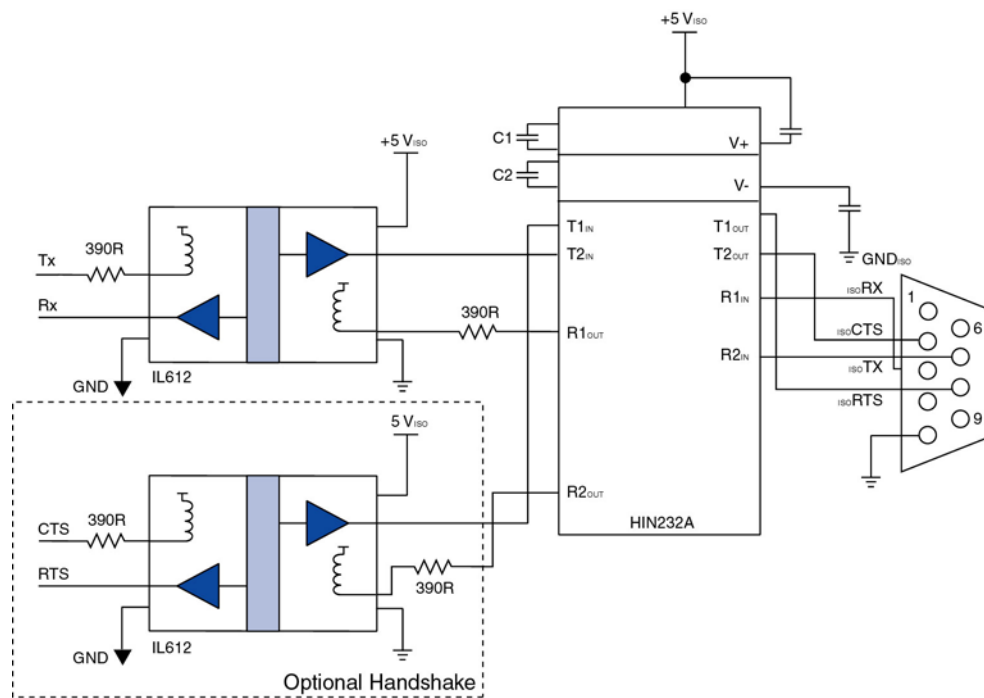 +5 VISO
C1
V+
C2
V-
+5 VISO
T1IN
T1OUT
390R
Tx
T2IN
T2OUT
GNDISO
Rx
R1IN
ISORX
1
390R
6
R1OUT
ISOCTS
R2IN
GND
IL612
ISOTX
ISORTS
9
5 VISO
R2OUT
HIN232A
CTS
390R
RTS
390R
GND
IL612
Optional Handshake